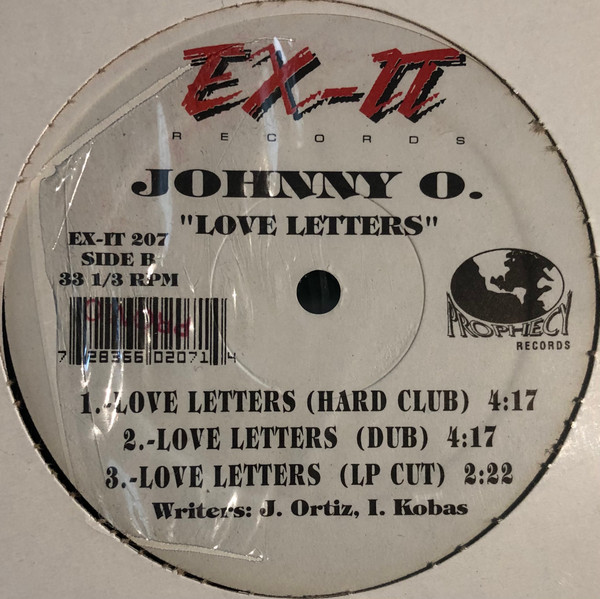 EX-IT
RECORDS
JOHNNY O.
"LOVE LETTERS"
EX-IT 207
SIDE B
33 1/3 RPM
PROMO
7 28366 02071 4
PROPHECY
RECORDS
1.-LOVE LETTERS (HARD CLUB) 4:17
2.-LOVE LETTERS (DUB) 4:17
3.-LOVE LETTERS (LP CUT) 2:22
Writers: J. Ortiz, I. Kobas